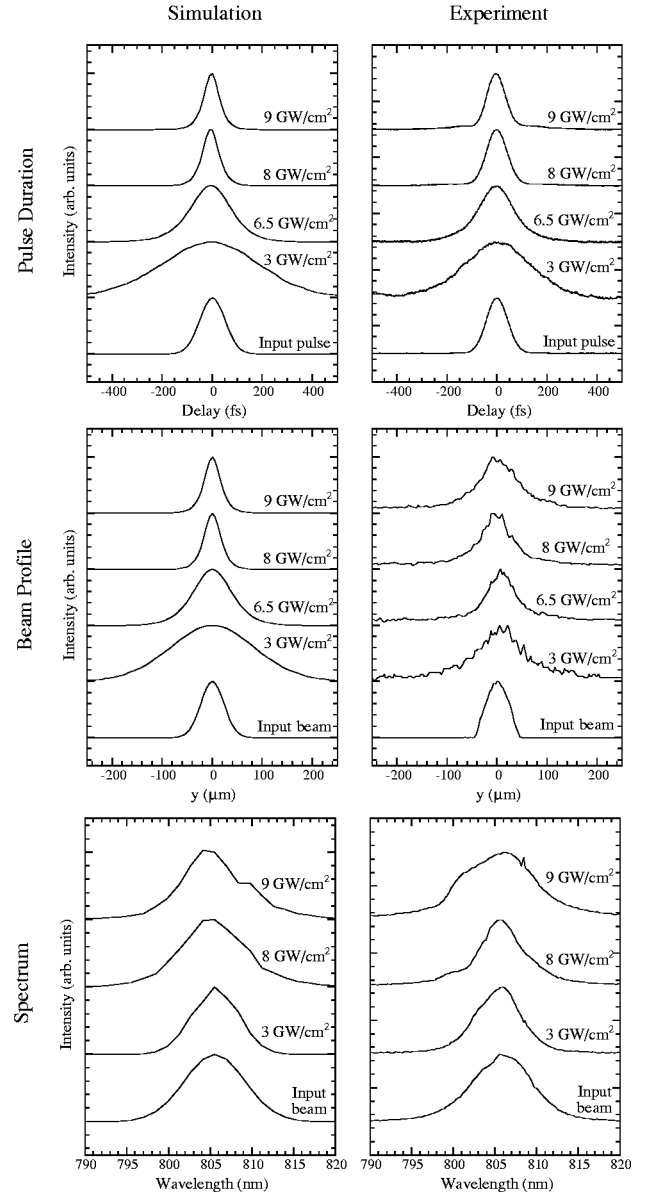 Simulation
Experiment
Pulse Duration
Intensity (arb. units)
9 GW/cm²
8 GW/cm²
6.5 GW/cm²
3 GW/cm²
Input pulse
-400 -200 0 200 400
Delay (fs)
9 GW/cm²
8 GW/cm²
6.5 GW/cm²
3 GW/cm²
Input pulse
-400 -200 0 200 400
Delay (fs)
Beam Profile
Intensity (arb. units)
9 GW/cm²
8 GW/cm²
6.5 GW/cm²
3 GW/cm²
Input beam
-200 -100 0 100 200
y (μm)
9 GW/cm²
8 GW/cm²
6.5 GW/cm²
3 GW/cm²
Input beam
-200 -100 0 100 200
y (μm)
Spectrum
Intensity (arb. units)
9 GW/cm²
8 GW/cm²
3 GW/cm²
Input
beam
790 795 800 805 810 815 820
Wavelength (nm)
9 GW/cm²
8 GW/cm²
3 GW/cm²
Input
beam
790 795 800 805 810 815 820
Wavelength (nm)